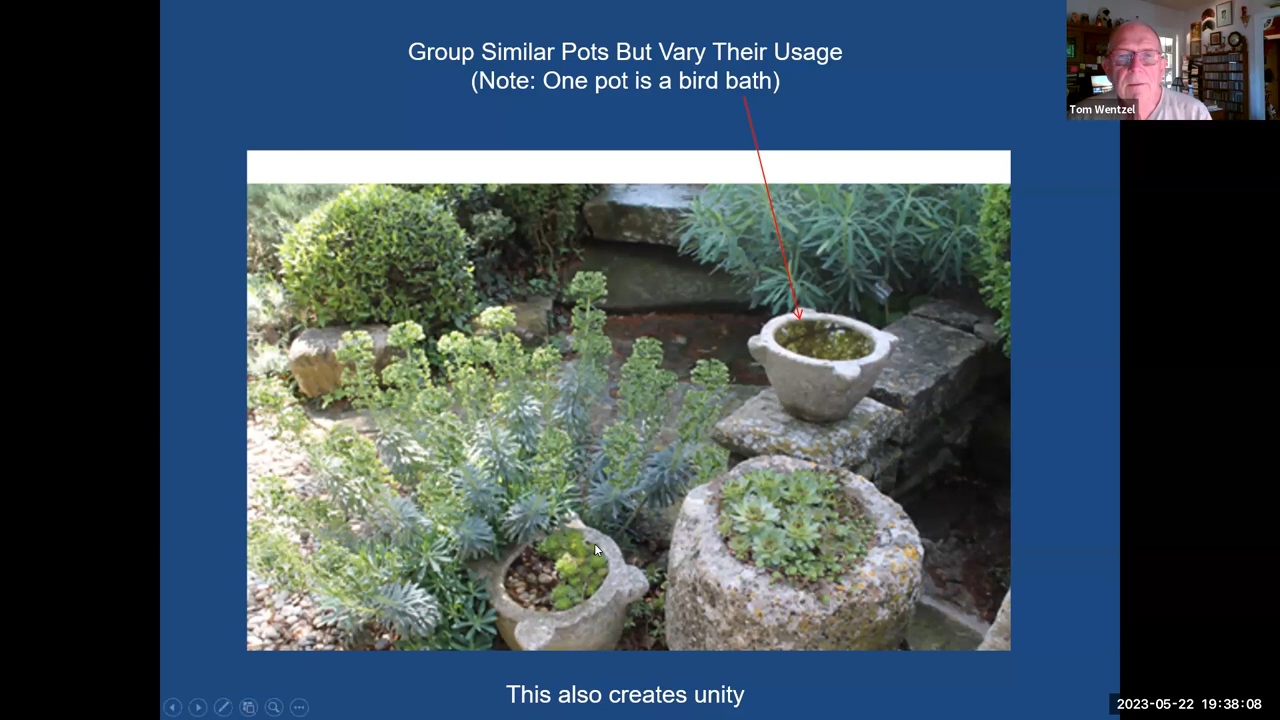 Group Similar Pots But Vary Their Usage
(Note: One pot is a bird bath)
Tom Wentzel
This also creates unity
2023-05-22 19:38:08